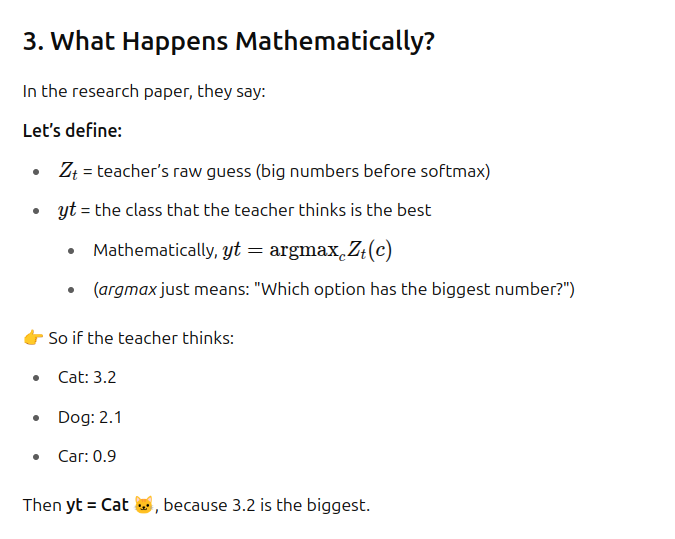 3. What Happens Mathematically?
In the research paper, they say:
Let’s define:
• Zt = teacher’s raw guess (big numbers before softmax)
• yt = the class that the teacher thinks is the best
• Mathematically, yt = argmaxcZt(c)
• (argmax just means: "Which option has the biggest number?")
👉 So if the teacher thinks:
• Cat: 3.2
• Dog: 2.1
• Car: 0.9
Then yt = Cat 🐱, because 3.2 is the biggest.